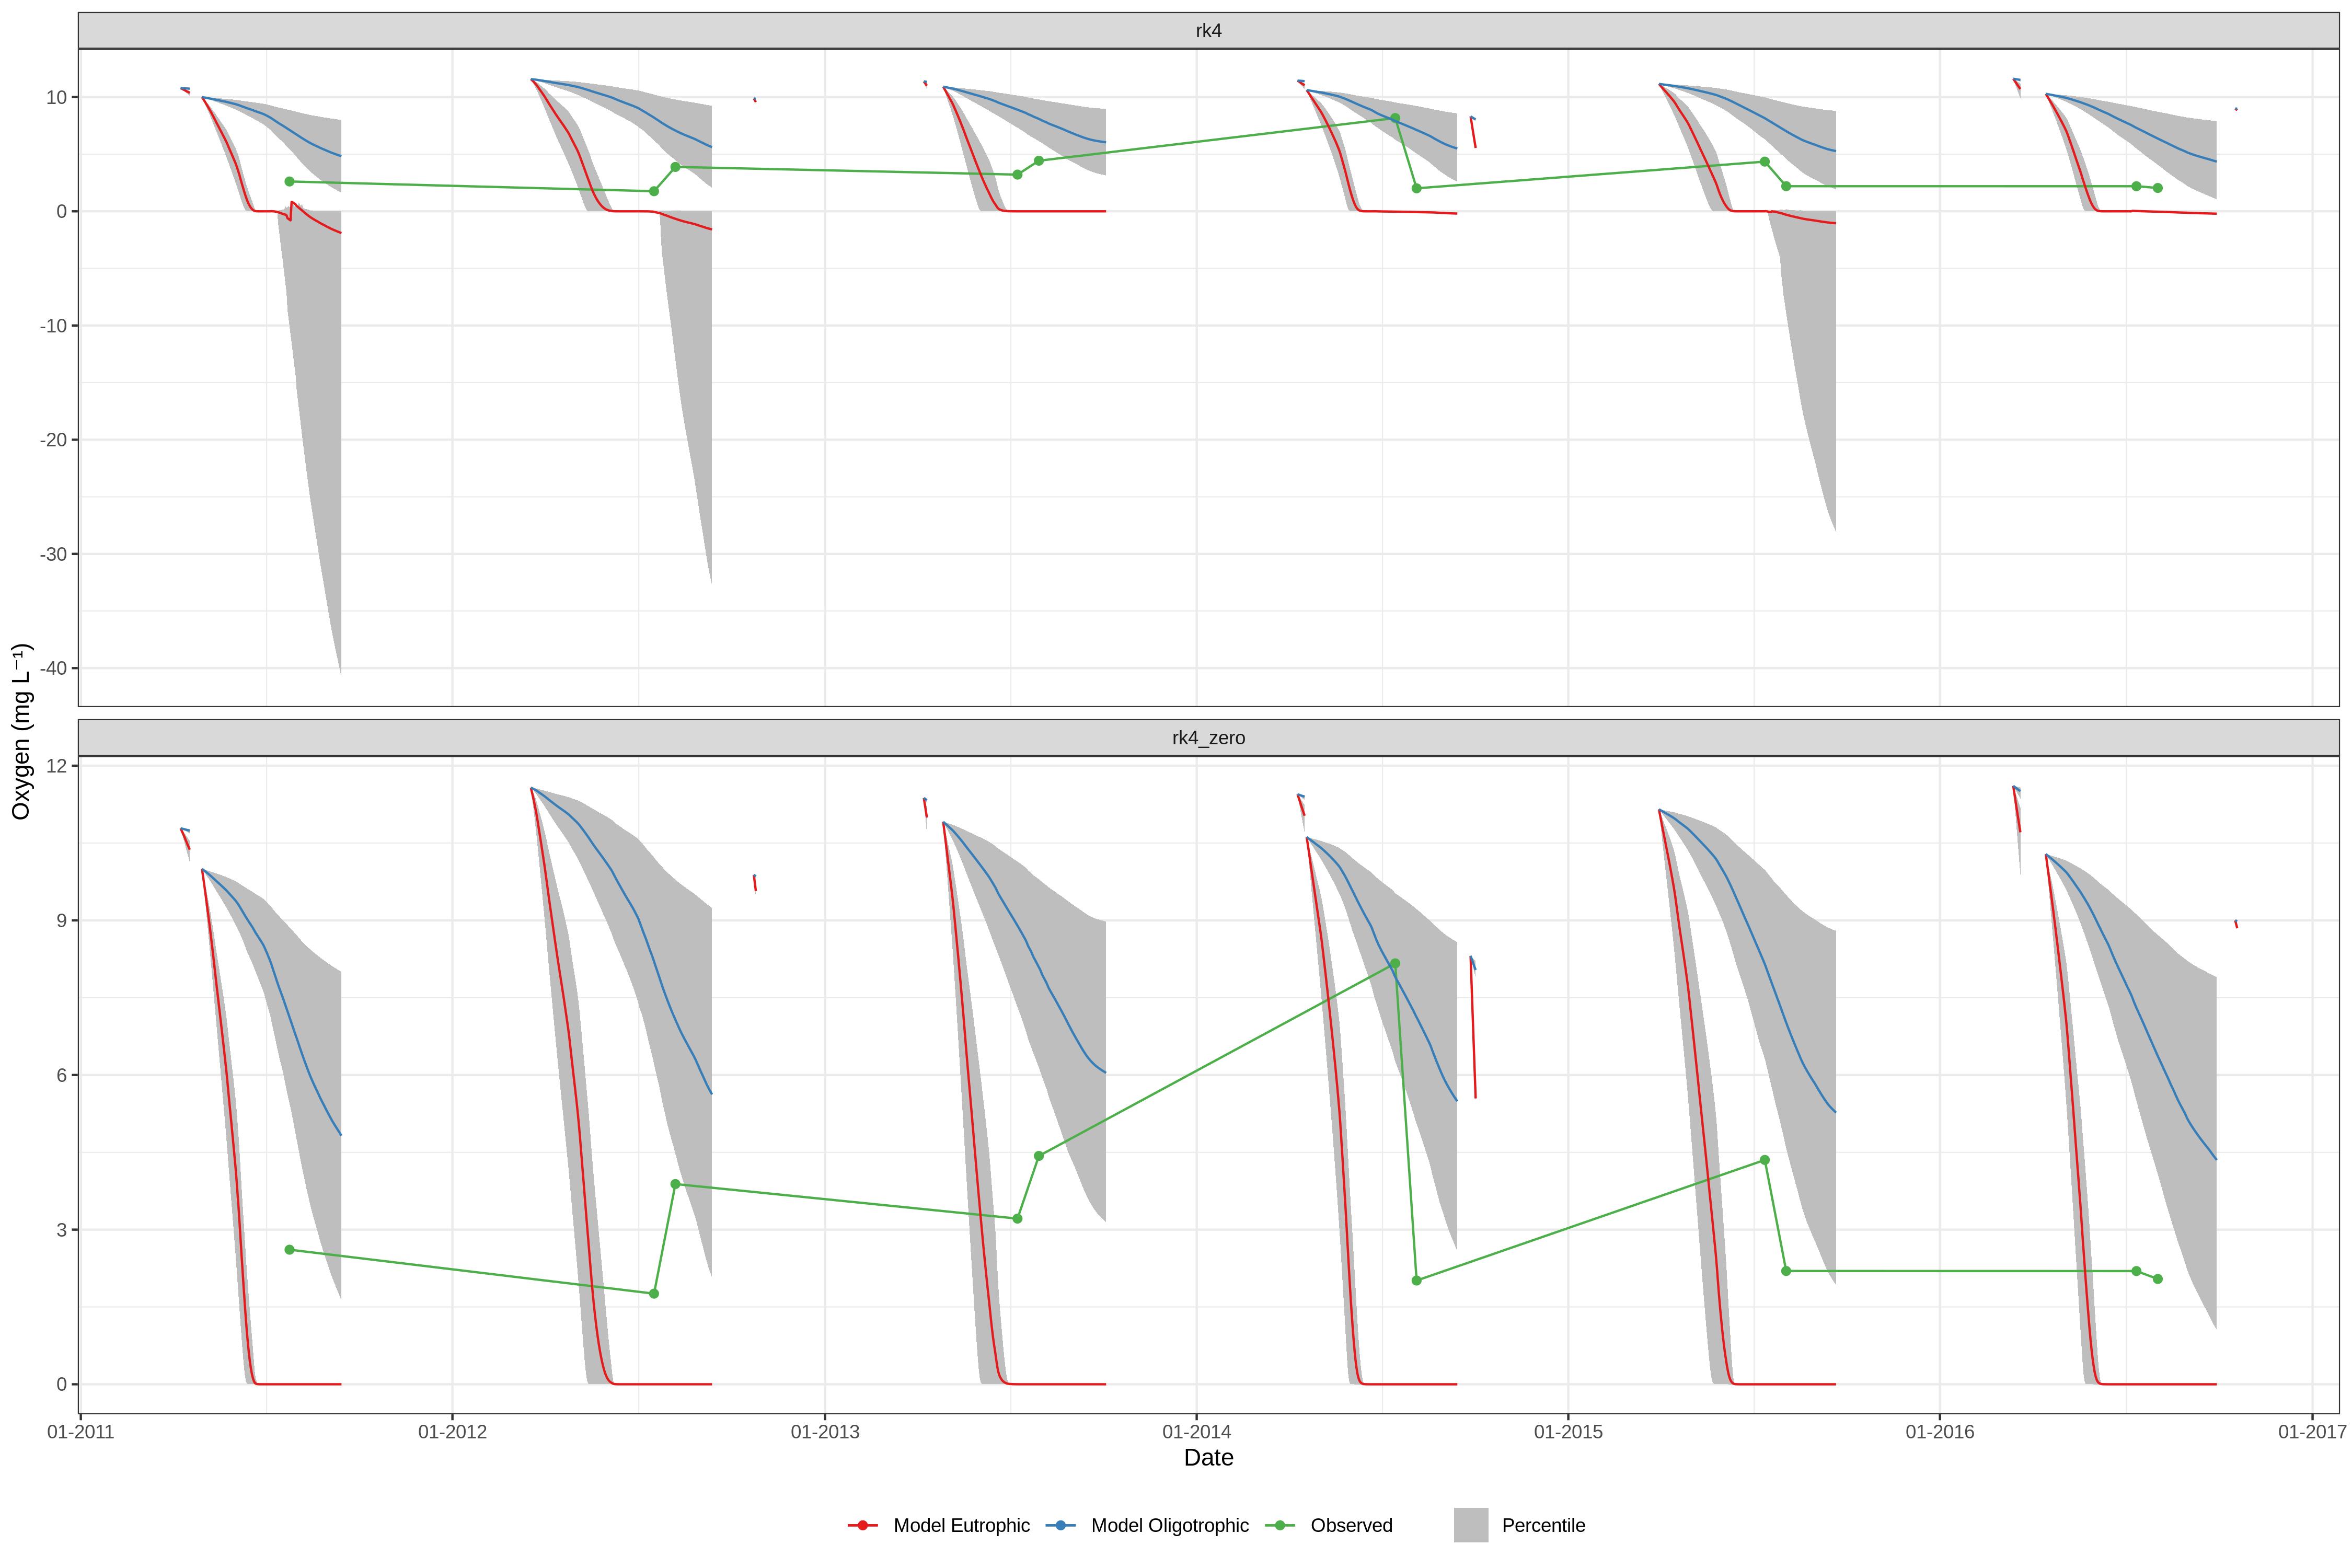 rk4
10
0
-10
-20
-30
-40
rk4_zero
12
9
6
3
0
Oxygen (mg L⁻¹)
01-2011 01-2012 01-2013 01-2014 01-2015 01-2016 01-2017
Date
Model Eutrophic Model Oligotrophic Observed Percentile